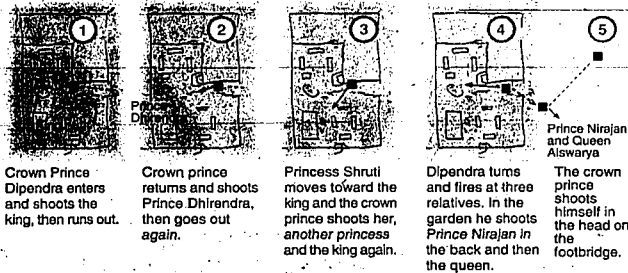 1
2
3
4
5
Prince
Dhirendra
Prince Nirajan
and Queen
Aiswarya
Crown Prince
Dipendra enters
and shoots the
king, then runs out.
Crown prince
returns and shoots
Prince Dhirendra,
then goes out
again.
Princess Shruti
moves toward the
king and the crown
prince shoots her,
another princess
and the king again.
Dipendra turns
and fires at three
relatives. In the
garden he shoots
Prince Nirajan in
the back and then
the queen.
The crown
prince
shoots
himself in
the head on
the
footbridge.